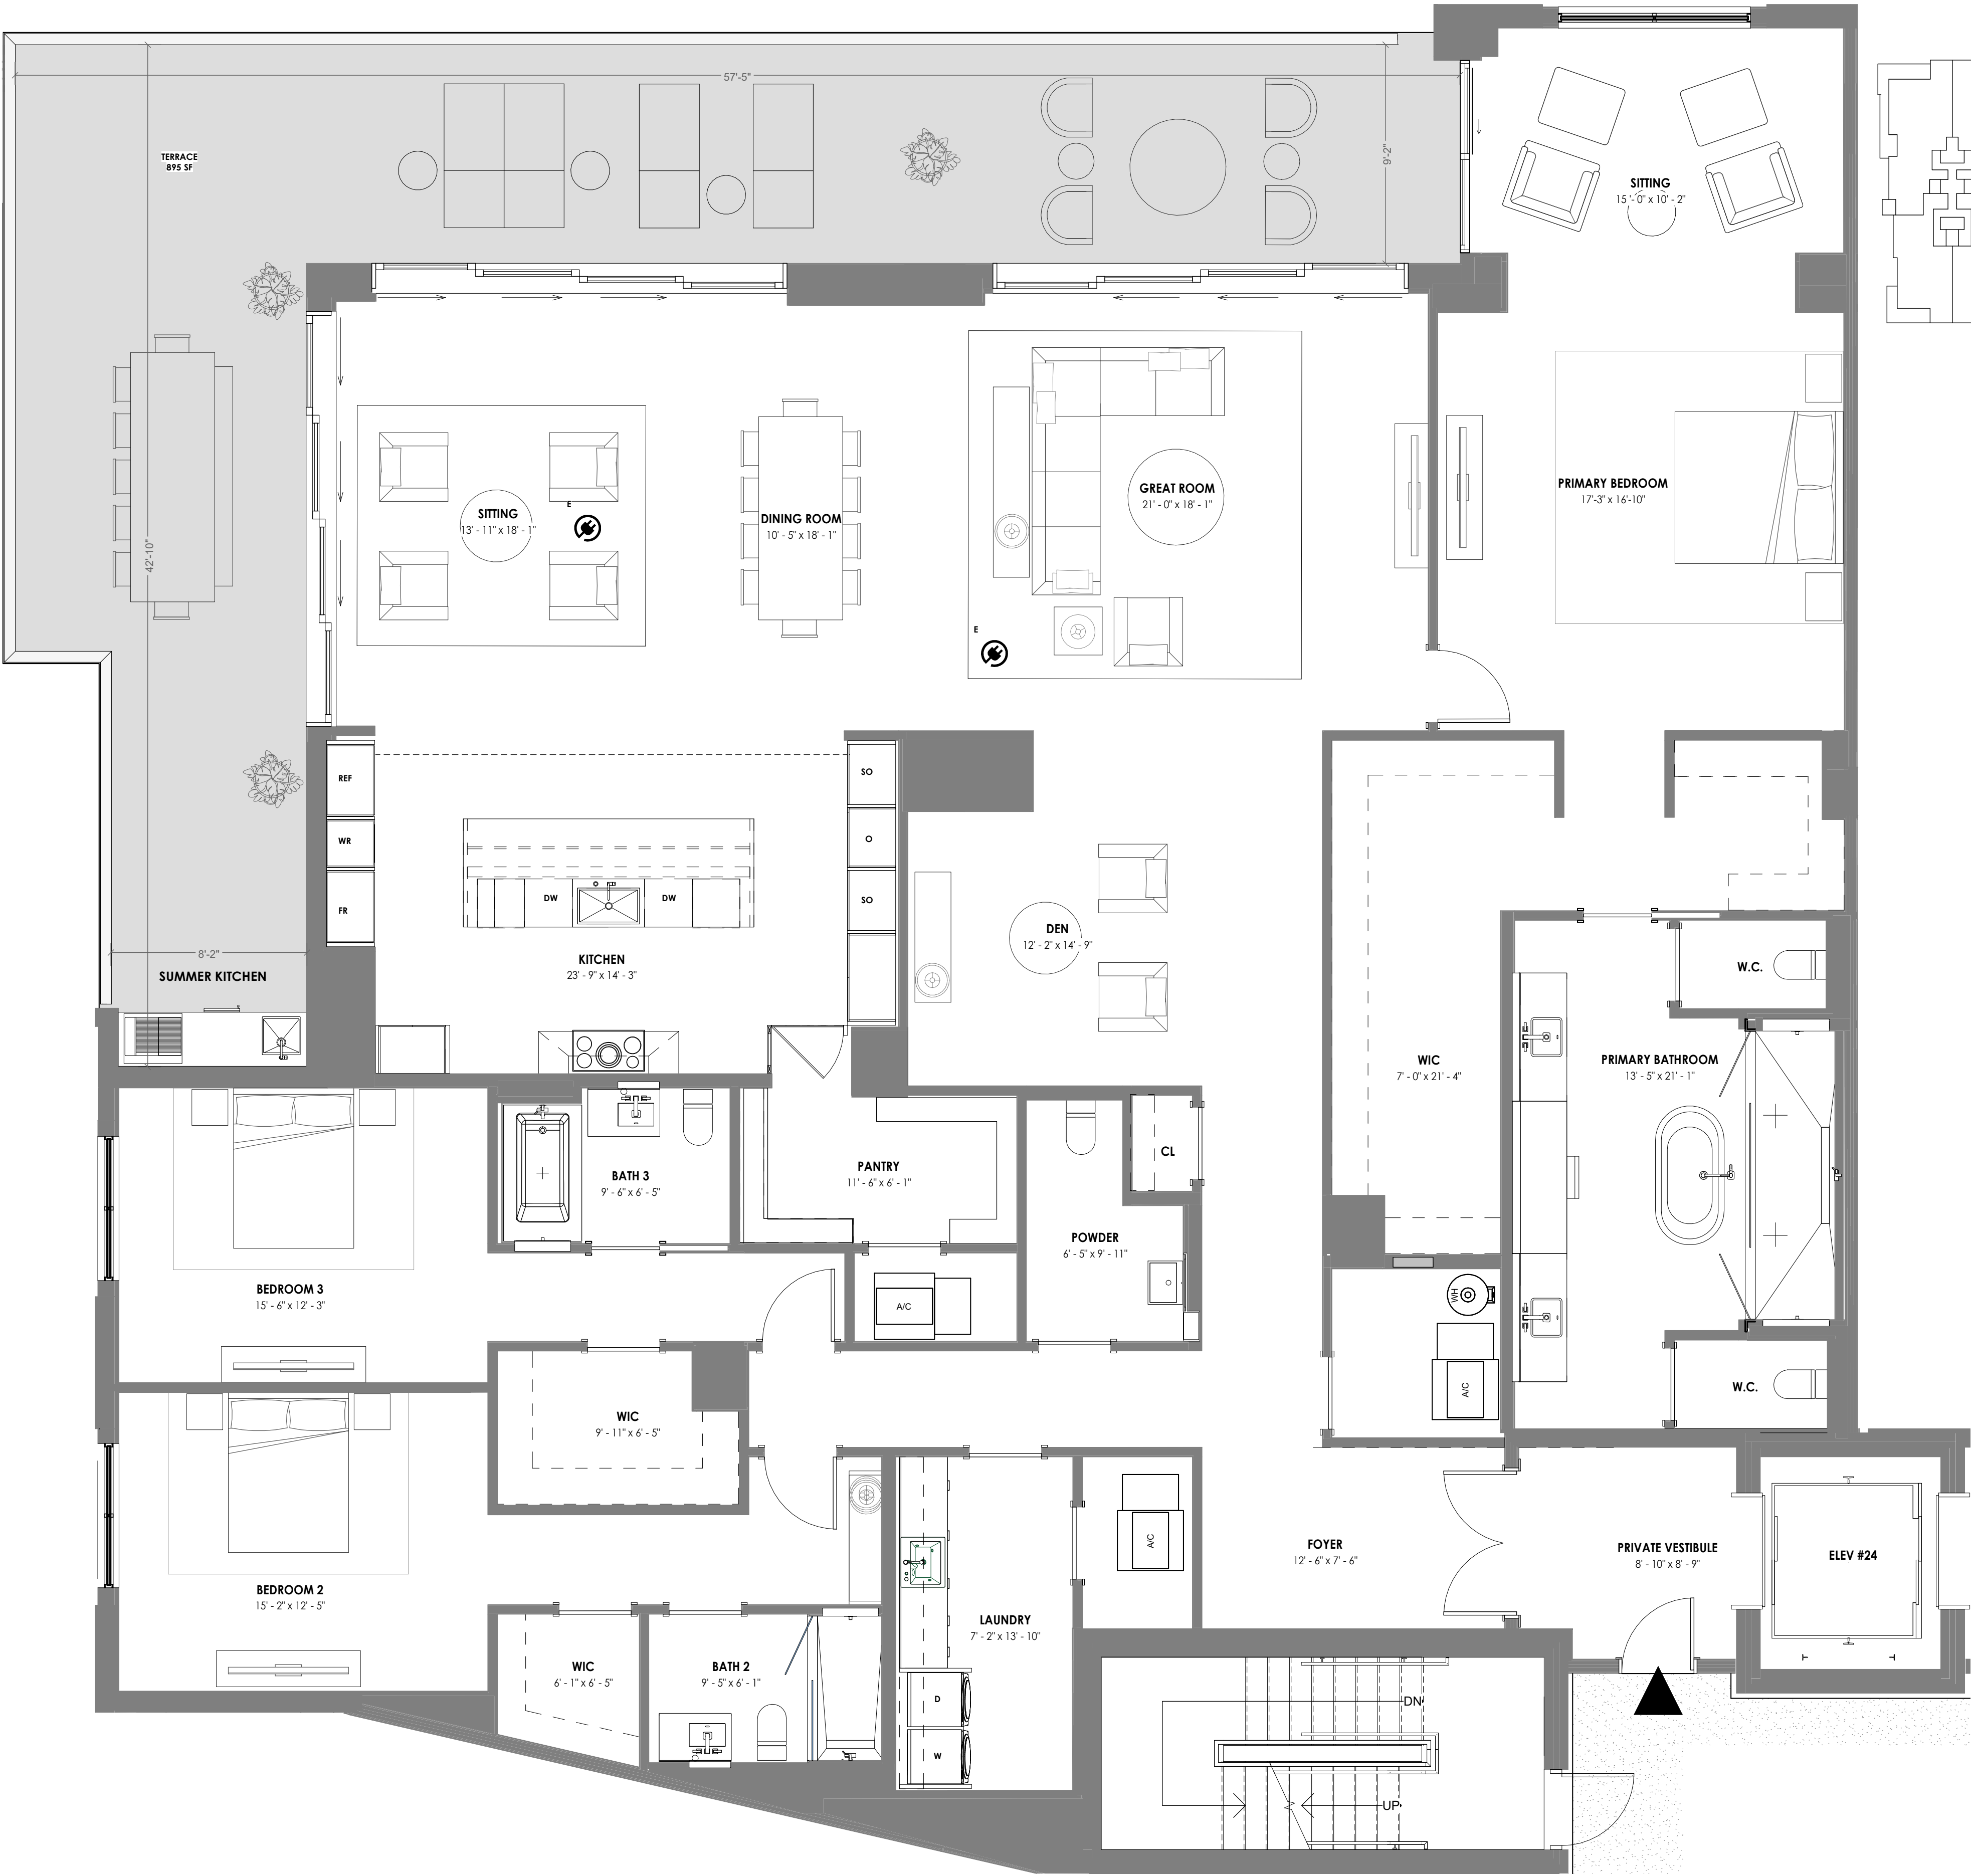 57'-5"
TERRACE
895 SF
9'-2"
SITTING
15 '- 0" x 10' - 2"
42'-10"
SITTING
13' - 11" x 18' - 1"
E
DINING ROOM
10' - 5" x 18' - 1"
GREAT ROOM
21' - 0" x 18' - 1"
E
PRIMARY BEDROOM
17'-3" x 16'-10"
REF
WR
FR
SO
O
SO
DW
DW
KITCHEN
23' - 9" x 14' - 3"
DEN
12' - 2" x 14' - 9"
8'-2"
SUMMER KITCHEN
W.C.
WIC
7' - 0" x 21' - 4"
PRIMARY BATHROOM
13' - 5" x 21' - 1"
BATH 3
9' - 6" x 6' - 5"
PANTRY
11' - 6" x 6' - 1"
CL
POWDER
6' - 5" x 9' - 11"
BEDROOM 3
15' - 6" x 12' - 3"
A/C
WH
A/C
W.C.
WIC
9' - 11" x 6' - 5"
A/C
FOYER
12' - 6" x 7' - 6"
PRIVATE VESTIBULE
8' - 10" x 8' - 9"
ELEV #24
BEDROOM 2
15' - 2" x 12' - 5"
LAUNDRY
7' - 2" x 13' - 10"
WIC
6' - 1" x 6' - 5"
BATH 2
9' - 5" x 6' - 1"
D
W
DN
UP